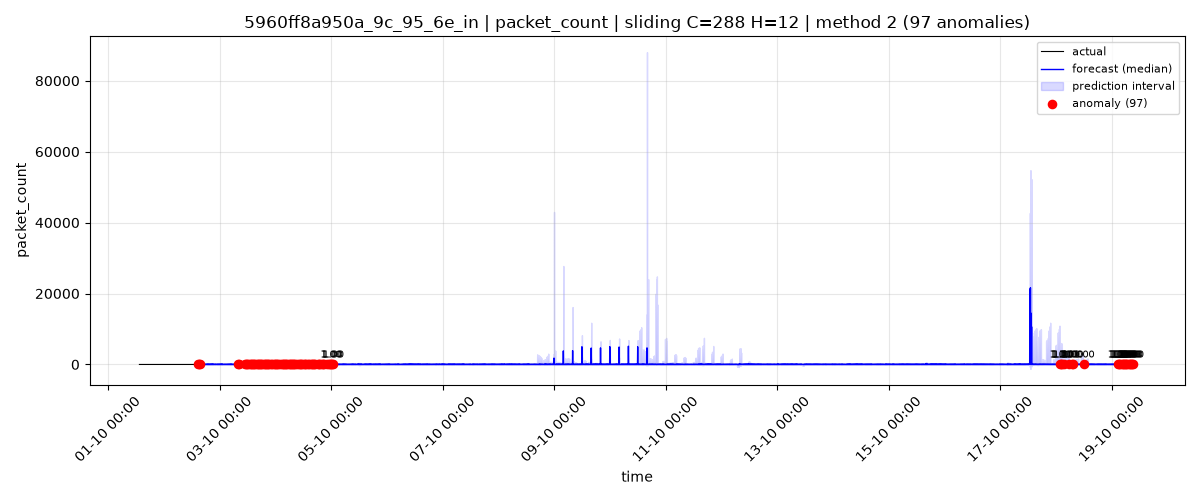 5960ff8a950a_9c_95_6e_in | packet_count | sliding C=288 H=12 | method 2 (97 anomalies)
actual
forecast (median)
prediction interval
anomaly (97)
packet_count
80000
60000
40000
20000
0
1.00
01-10 00:00
03-10 00:00
05-10 00:00
07-10 00:00
09-10 00:00
11-10 00:00
13-10 00:00
15-10 00:00
17-10 00:00
19-10 00:00
time